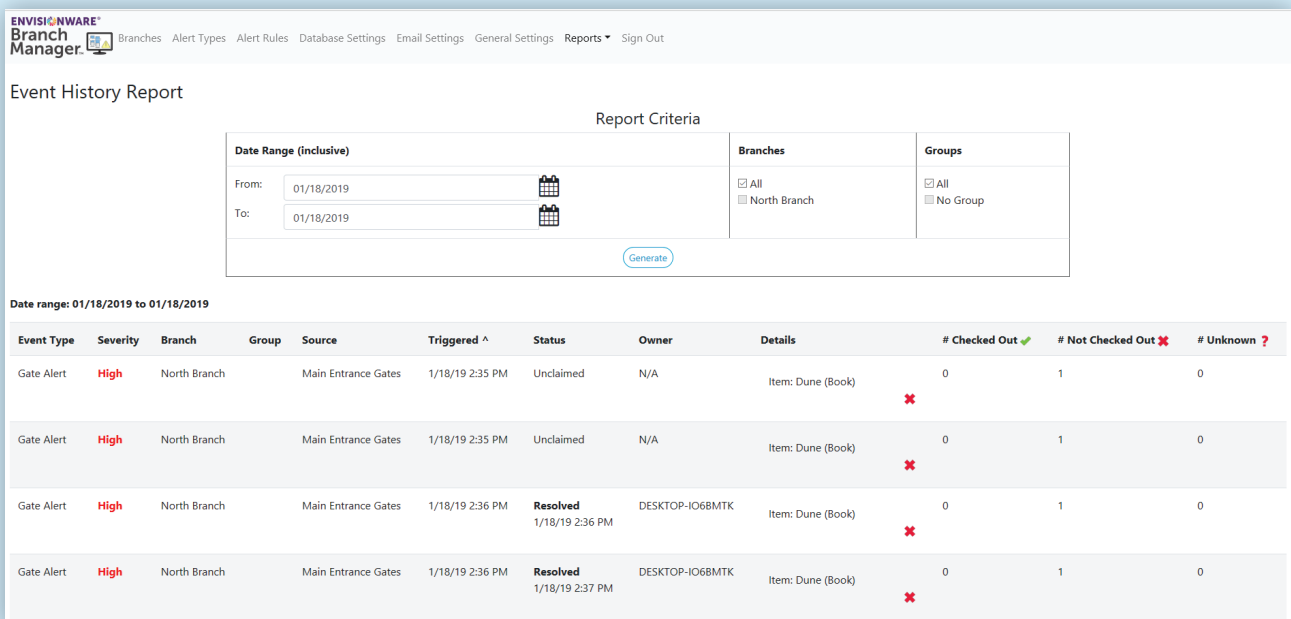 ENVISIONWARE®
Branch
Manager™
Branches Alert Types Alert Rules Database Settings Email Settings General Settings Reports Sign Out
Event History Report
Report Criteria
Date Range (inclusive) Branches Groups
From: 01/18/2019 All All
North Branch No Group
To: 01/18/2019
Generate
Date range: 01/18/2019 to 01/18/2019
Event Type Severity Branch Group Source Triggered ^ Status Owner Details # Checked Out ✔ # Not Checked Out ✖ # Unknown ?
Gate Alert High North Branch Main Entrance Gates 1/18/19 2:35 PM Unclaimed N/A Item: Dune (Book) ✖ 0 1 0
Gate Alert High North Branch Main Entrance Gates 1/18/19 2:35 PM Unclaimed N/A Item: Dune (Book) ✖ 0 1 0
Gate Alert High North Branch Main Entrance Gates 1/18/19 2:36 PM Resolved DESKTOP-IO6BMTK Item: Dune (Book) ✖ 0 1 0
1/18/19 2:36 PM
Gate Alert High North Branch Main Entrance Gates 1/18/19 2:36 PM Resolved DESKTOP-IO6BMTK Item: Dune (Book) ✖ 0 1 0
1/18/19 2:37 PM